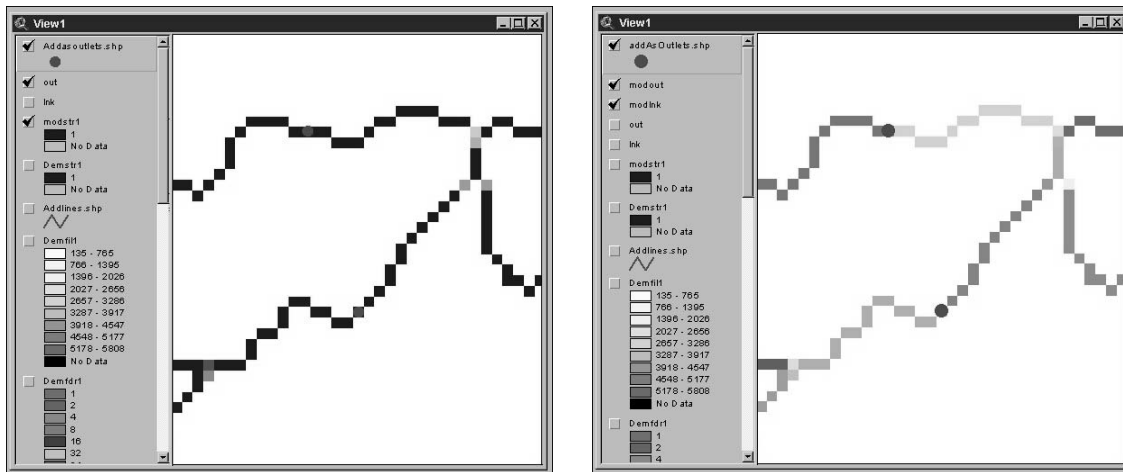 View1
Addasoutlets.shp
out
lnk
modstr1
1
No Data
Demstr1
1
No Data
Addlines.shp
Demfil1
135 - 765
766 - 1395
1396 - 2026
2027 - 2656
2657 - 3286
3287 - 3917
3918 - 4547
4548 - 5177
5178 - 5808
No Data
Demfdr1
1
2
4
8
16
32
View1
addAsOutlets.shp
modout
modlnk
out
lnk
modstr1
1
No Data
Demstr1
1
No Data
Addlines.shp
Demfil1
135 - 765
766 - 1395
1396 - 2026
2027 - 2656
2657 - 3286
3287 - 3917
3918 - 4547
4548 - 5177
5178 - 5808
No Data
Demfdr1
1
2
4